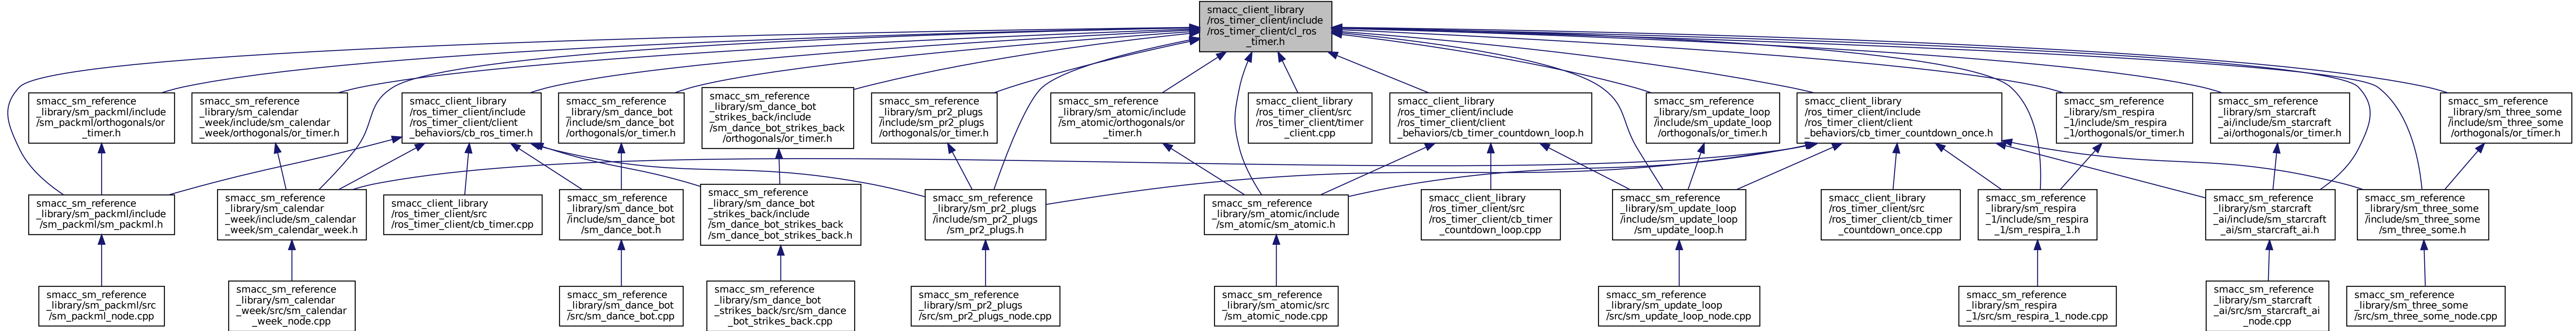 smacc_client_library
/ros_timer_client/include
/ros_timer_client/cl_ros
_timer.h
smacc_sm_reference
_library/sm_packml/include
/sm_packml/orthogonals/or
_timer.h
smacc_sm_reference
_library/sm_calendar
_week/include/sm_calendar
_week/orthogonals/or_timer.h
smacc_client_library
/ros_timer_client/include
/ros_timer_client/client
_behaviors/cb_ros_timer.h
smacc_sm_reference
_library/sm_dance_bot
/include/sm_dance_bot
/orthogonals/or_timer.h
smacc_sm_reference
_library/sm_dance_bot
_strikes_back/include
/sm_dance_bot_strikes_back
/orthogonals/or_timer.h
smacc_sm_reference
_library/sm_pr2_plugs
/include/sm_pr2_plugs
/orthogonals/or_timer.h
smacc_sm_reference
_library/sm_atomic/include
/sm_atomic/orthogonals/or
_timer.h
smacc_client_library
/ros_timer_client/src
/ros_timer_client/timer
_client.cpp
smacc_client_library
/ros_timer_client
/include
/ros_timer_client/client
_behaviors/cb_timer_countdown_loop.h
smacc_sm_reference
_library/sm_update_loop
/include/sm_update_loop
/orthogonals/or_timer.h
smacc_client_library
/ros_timer_client
/include
/ros_timer_client/client
_behaviors/cb_timer_countdown_once.h
smacc_sm_reference
_library/sm_respira
_1/include/sm_respira
_1/orthogonals/or_timer.h
smacc_sm_reference
_library/sm_starcraft
_ai/include/sm_starcraft
_ai/orthogonals/or_timer.h
smacc_sm_reference
_library/sm_three_some
/include/sm_three_some
/orthogonals/or_timer.h
smacc_sm_reference
_library/sm_packml/include
/sm_packml/sm_packml.h
smacc_sm_reference
_library/sm_calendar
_week/include/sm_calendar
_week/sm_calendar_week.h
smacc_client_library
/ros_timer_client/src
/ros_timer_client/cb_timer.cpp
smacc_sm_reference
_library/sm_dance_bot
/include/sm_dance_bot
/sm_dance_bot.h
smacc_sm_reference
_library/sm_dance_bot
_strikes_back/include
/sm_dance_bot_strikes_back
/sm_dance_bot_strikes_back.h
smacc_sm_reference
_library/sm_pr2_plugs
/include/sm_pr2_plugs
/sm_pr2_plugs.h
smacc_sm_reference
_library/sm_atomic/include
/sm_atomic/sm_atomic.h
smacc_client_library
/ros_timer_client/src
/ros_timer_client/cb_timer
_countdown_loop.cpp
smacc_sm_reference
_library/sm_update_loop
/include/sm_update_loop
/sm_update_loop.h
smacc_client_library
/ros_timer_client/src
/ros_timer_client/cb_timer
_countdown_once.cpp
smacc_sm_reference
_library/sm_respira
_1/include/sm_respira
_1/sm_respira_1.h
smacc_sm_reference
_library/sm_starcraft
_ai/include/sm_starcraft
_ai/sm_starcraft_ai.h
smacc_sm_reference
_library/sm_three_some
/include/sm_three_some
/sm_three_some.h
smacc_sm_reference
_library/sm_packml/src
/sm_packml_node.cpp
smacc_sm_reference
_library/sm_calendar
_week/src/sm_calendar
_week_node.cpp
smacc_sm_reference
_library/sm_dance_bot
/src/sm_dance_bot.cpp
smacc_sm_reference
_library/sm_dance_bot
_strikes_back/src/sm_dance
_bot_strikes_back.cpp
smacc_sm_reference
_library/sm_pr2_plugs
/src/sm_pr2_plugs_node.cpp
smacc_sm_reference
_library/sm_atomic/src
/sm_atomic_node.cpp
smacc_sm_reference
_library/sm_update_loop
/src/sm_update_loop_node.cpp
smacc_sm_reference
_library/sm_respira
_1/src/sm_respira_1_node.cpp
smacc_sm_reference
_library/sm_starcraft
_ai/src/sm_starcraft_ai
_node.cpp
smacc_sm_reference
_library/sm_three_some
/src/sm_three_some_node.cpp